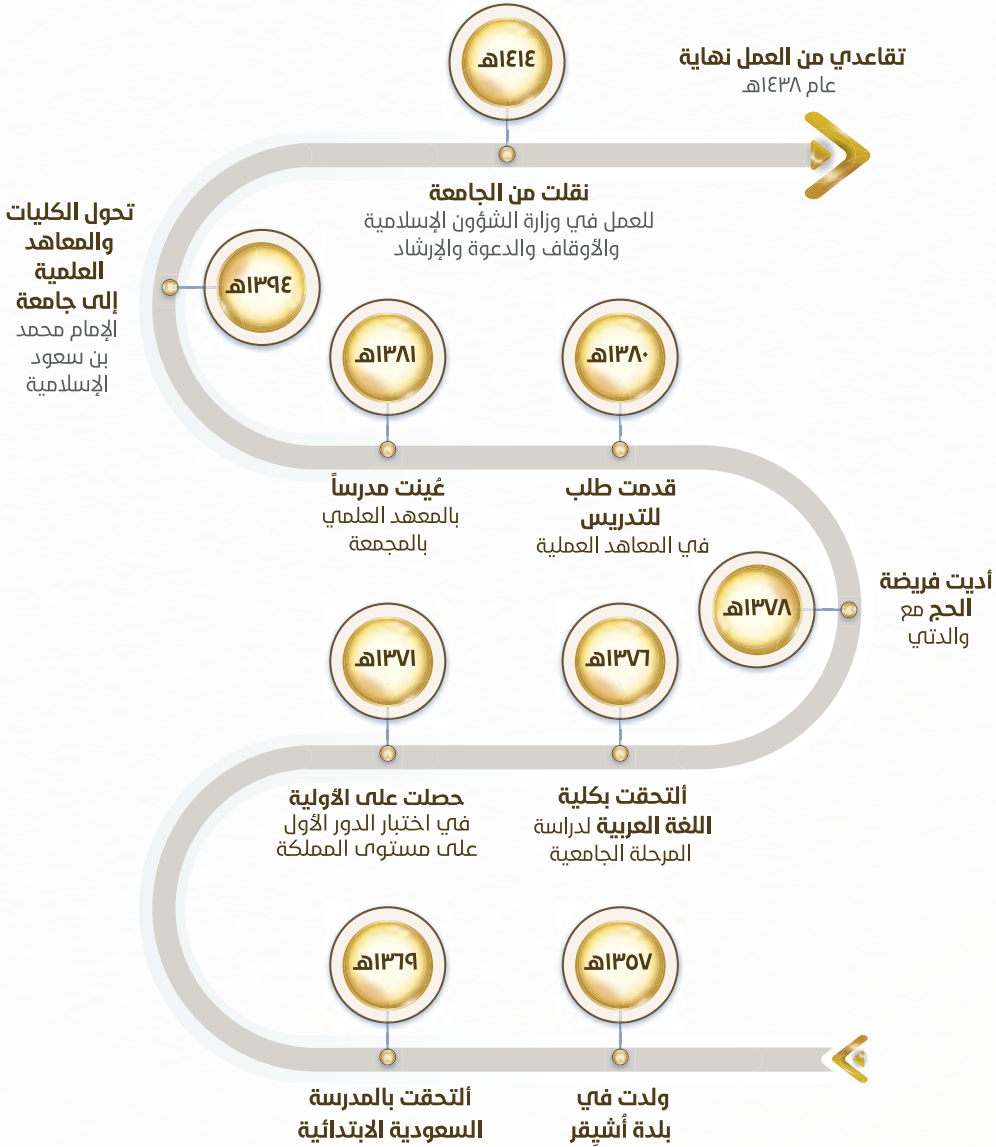 ١٤١٤هـ
تقاعدي من العمل نهاية
عام ١٤٣٨هـ
نقلت من الجامعة
للعمل في وزارة الشؤون الإسلامية
والأوقاف والدعوة والإرشاد
تحول الكليات
والمعاهد
العلمية
إلى جامعة
الإمام محمد
بن سعود
الإسلامية
١٣٩٤هـ
١٣٨١هـ
١٣٨٠هـ
عُينت مدرساً
بالمعهد العلمي
بالمجمعة
قدمت طلب
للتدريس
في المعاهد العملية
١٣٧٨هـ
أديت فريضة
الحج مع
والدتي
١٣٧١هـ
١٣٧٦هـ
حصلت على الأولية
في اختبار الدور الأول
على مستوى المملكة
ألتحقت بكلية
اللغة العربية لدراسة
المرحلة الجامعية
١٣٦٩هـ
١٣٥٧هـ
ألتحقت بالمدرسة
السعودية الابتدائية
ولدت في
بلدة أُشيقر